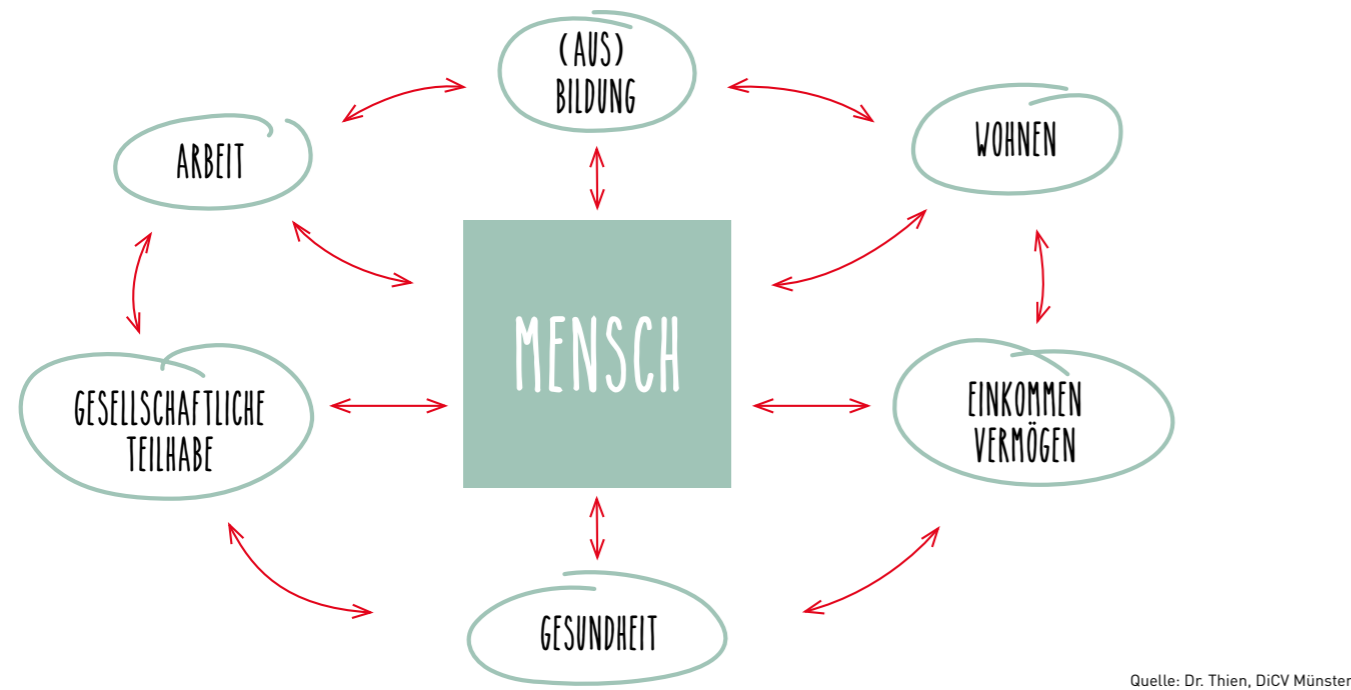 (AUS)
BILDUNG
WOHNEN
ARBEIT
MENSCH
GESELLSCHAFTLICHE
TEILHABE
EINKOMMEN
VERMÖGEN
GESUNDHEIT
Quelle: Dr. Thien, DiCV Münster